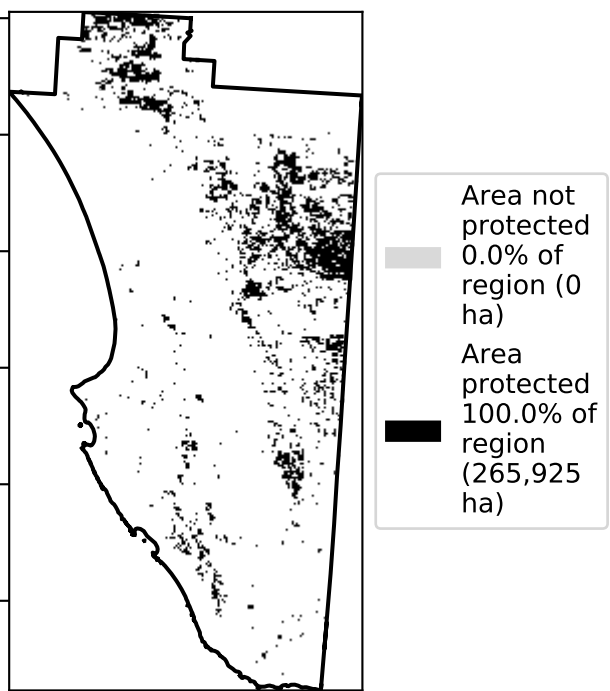 Area not
protected
0.0% of
region (0
ha)
Area
protected
100.0% of
region
(265,925
ha)